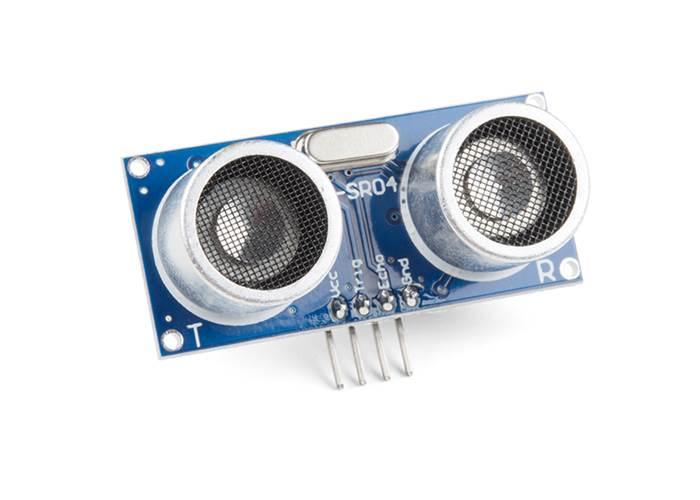 -SR04
Vcc
Trig
Echo
Gnd
T
R